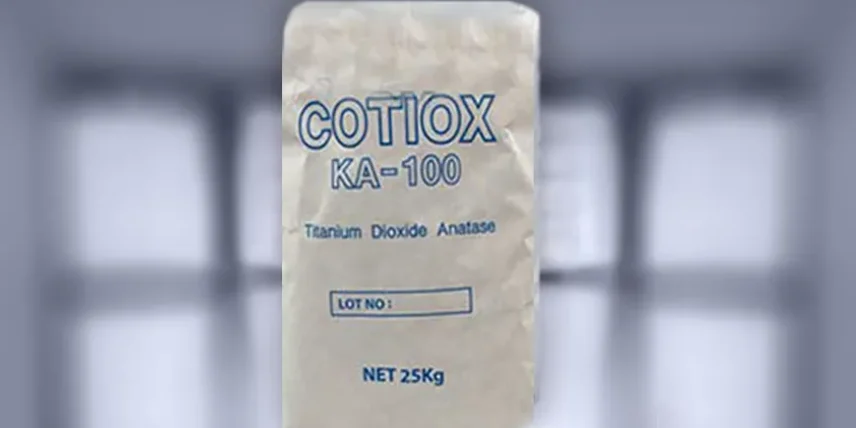 COTIOX
KA-100
Titanium Dioxide Anatase
LOT NO :
NET 25Kg